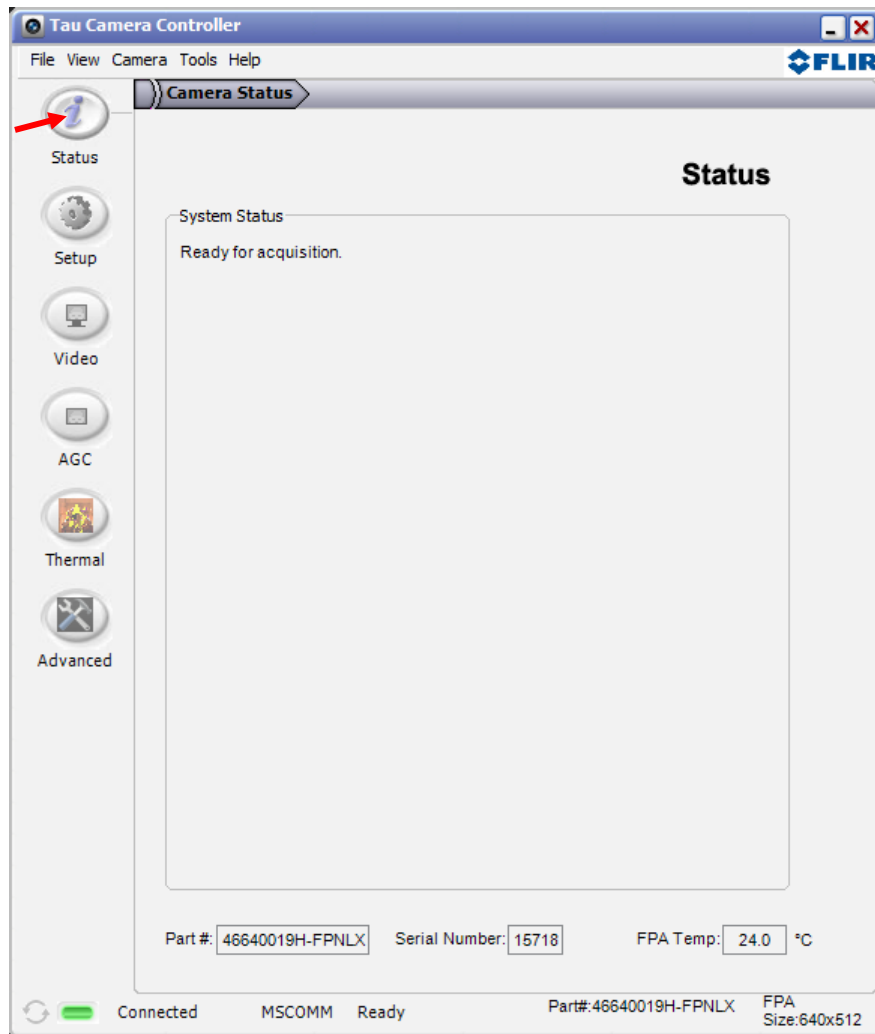 Tau Camera Controller
File View Camera Tools Help
FLIR
Camera Status
Status
Setup
Video
AGC
Thermal
Advanced
Status
System Status
Ready for acquisition.
Part #: 46640019H-FPNLX Serial Number: 15718 FPA Temp: 24.0 °C
Connected MSCOMM Ready Part#:46640019H-FPNLX FPA
Size:640x512